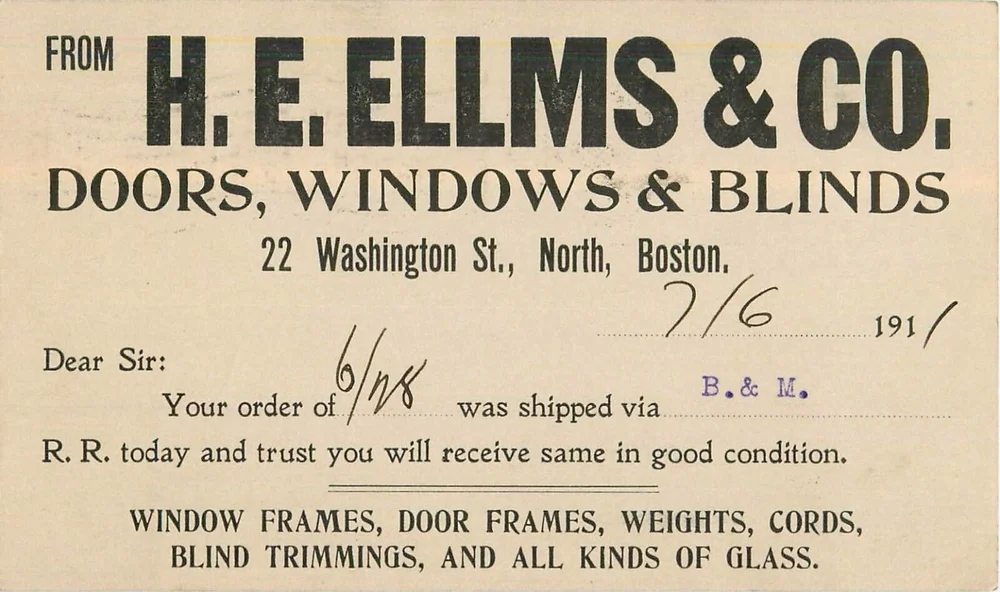 FROM H. E. ELLMS & CO.
DOORS, WINDOWS & BLINDS
22 Washington St., North, Boston.
7/6 1911
Dear Sir:
Your order of 6/28 was shipped via B. & M.
R. R. today and trust you will receive same in good condition.
WINDOW FRAMES, DOOR FRAMES, WEIGHTS, CORDS,
BLIND TRIMMINGS, AND ALL KINDS OF GLASS.